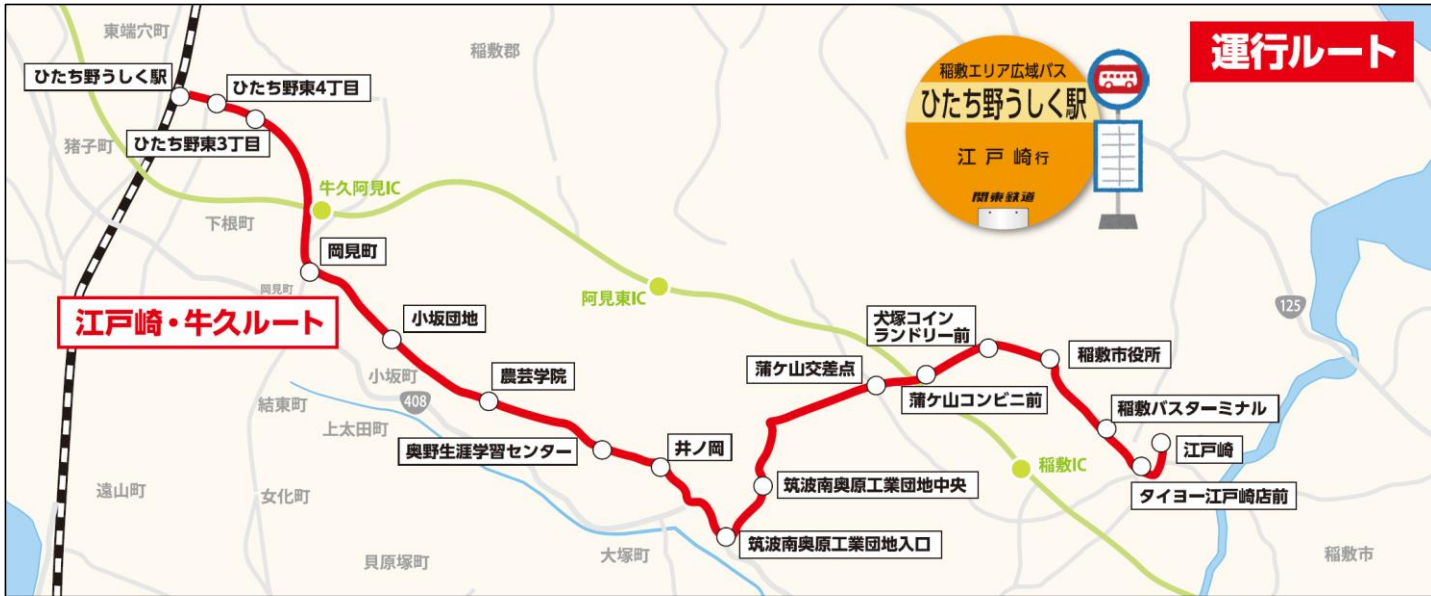 運行ルート
東端穴町
稲敷郡
ひたち野うしく駅
ひたち野東4丁目
ひたち野東3丁目
猪子町
稲敷エリア広域バス
ひたち野うしく駅
江戸崎行
関東鉄道
牛久阿見IC
下根町
岡見町
岡見町
阿見東IC
125
江戸崎・牛久ルート
小坂団地
犬塚コイン
ランドリー前
稲敷市役所
小坂町
農芸学院
蒲ケ山交差点
蒲ケ山コンビニ前
408
結束町
上太田町
稲敷バスターミナル
奥野生涯学習センター
井ノ岡
江戸崎
稲敷IC
遠山町
女化町
筑波南奥原工業団地中央
タイヨー江戸崎店前
筑波南奥原工業団地入口
貝原塚町
大塚町
稲敷市